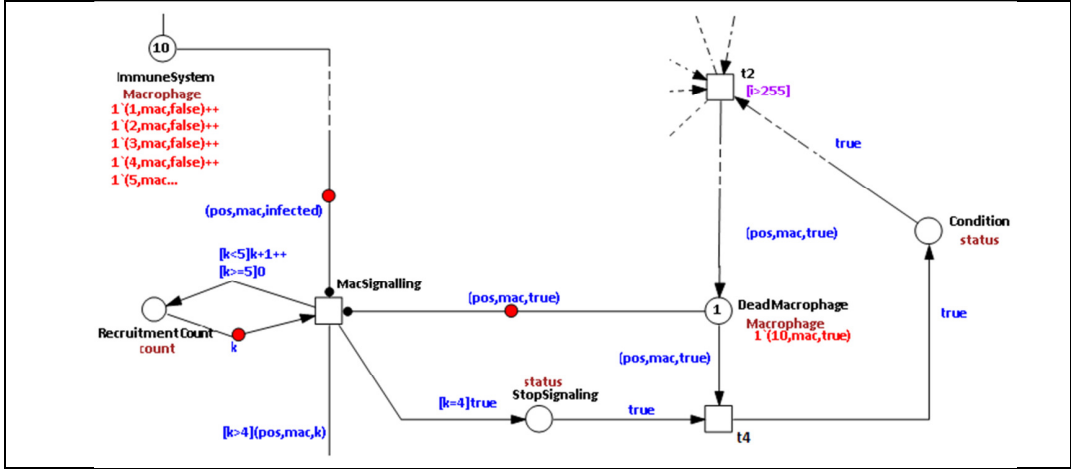 10
ImmuneSystem
Macrophage
1`(1,mac,false)++
1`(2,mac,false)++
1`(3,mac,false)++
1`(4,mac,false)++
1`(5,mac...
(pos,mac,infected)
[k<5]k+1++
[k>=5]0
MacSignalling
RecruitmentCount
count
k
[k>4](pos,mac,k)
(pos,mac,true)
[k=4]true
status
StopSignaling
true
t2
[i>255]
true
(pos,mac,true)
Condition
status
1
DeadMacrophage
Macrophage
1`(10,mac,true)
(pos,mac,true)
true
t4